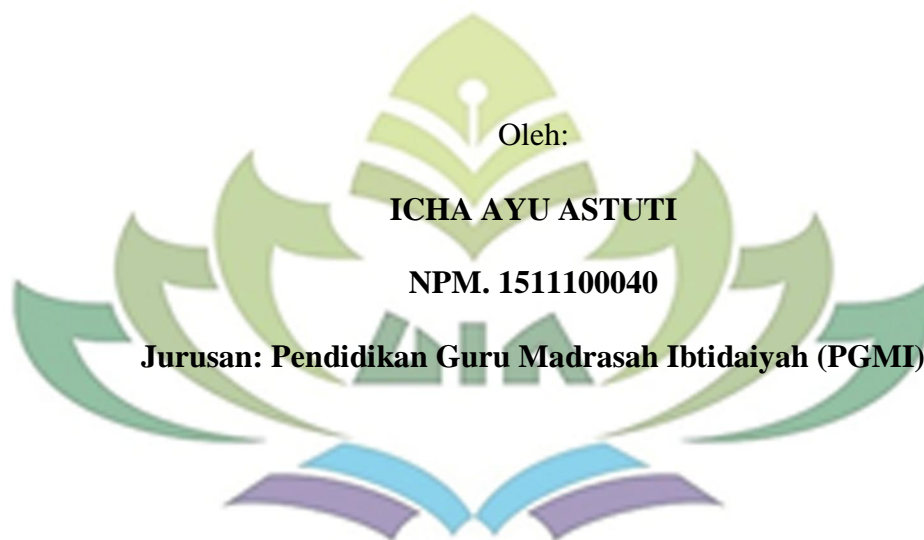 Oleh:
ICHA AYU ASTUTI
NPM. 1511100040
Jurusan: Pendidikan Guru Madrasah Ibtidaiyah (PGMI)